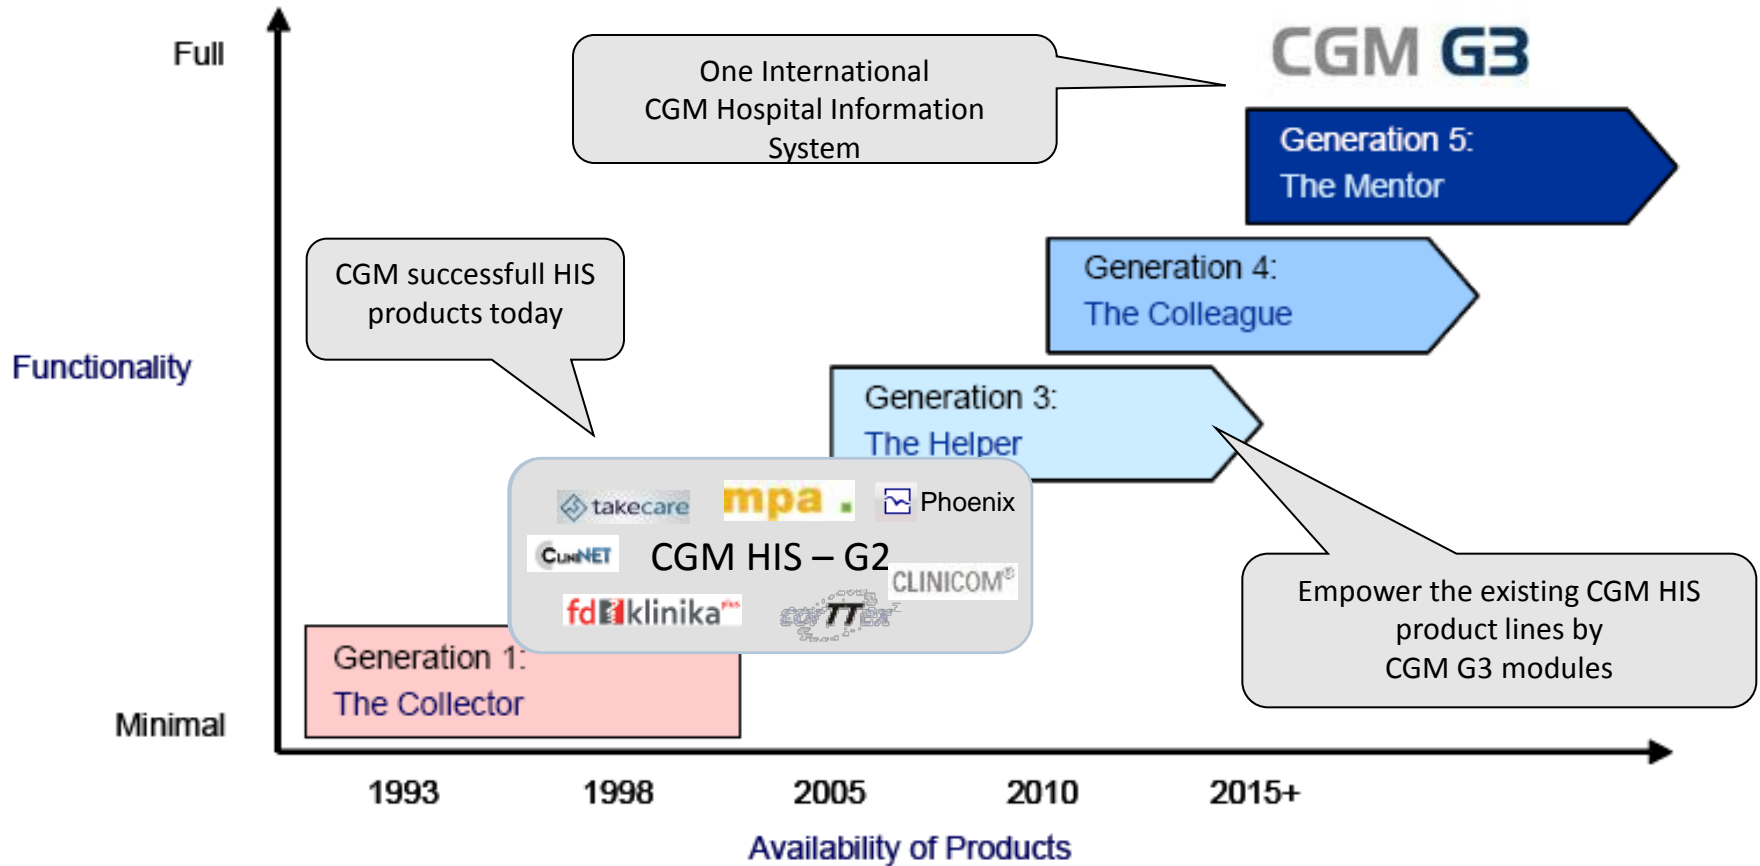 Full
CGM G3
One International
CGM Hospital Information
System
Generation 5:
The Mentor
CGM successfull HIS
products today
Generation 4:
The Colleague
Functionality
Generation 3:
The Helper
takecare
mpa.
Phoenix
CLINiNET
CGM HIS – G2
CLINICOM®
fd klinika plus
corTTex
Empower the existing CGM HIS
product lines by
CGM G3 modules
Generation 1:
The Collector
Minimal
1993 1998 2005 2010 2015+
Availability of Products